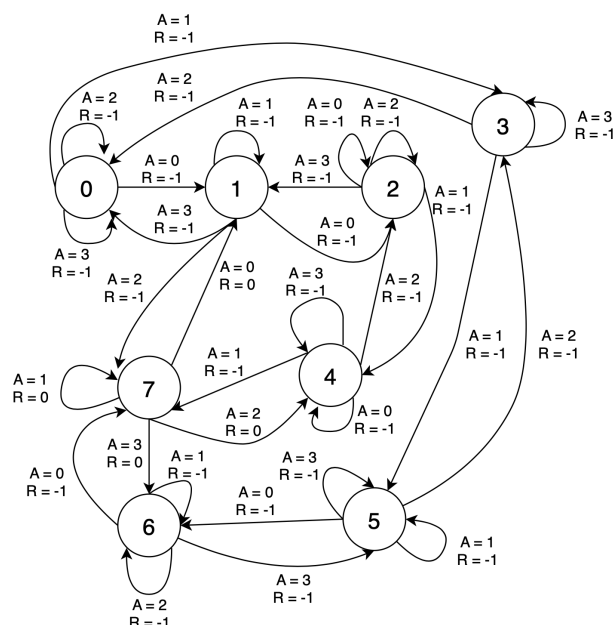 A = 1
R = -1
A = 2
R = -1
A = 2
R = -1
A = 1
R = -1
A = 0
R = -1
A = 2
R = -1
3
A = 3
R = -1
A = 0
R = -1
A = 3
R = -1
0
1
2
A = 1
R = -1
A = 3
R = -1
A = 0
R = -1
A = 3
R = -1
A = 2
R = -1
A = 0
R = 0
A = 3
R = -1
A = 2
R = -1
A = 1
R = -1
A = 2
R = -1
A = 1
R = -1
4
A = 1
R = 0
7
A = 2
R = 0
A = 0
R = -1
A = 3
R = 0
A = 1
R = -1
A = 3
R = -1
A = 0
R = -1
A = 0
R = -1
6
5
A = 1
R = -1
A = 3
R = -1
A = 2
R = -1